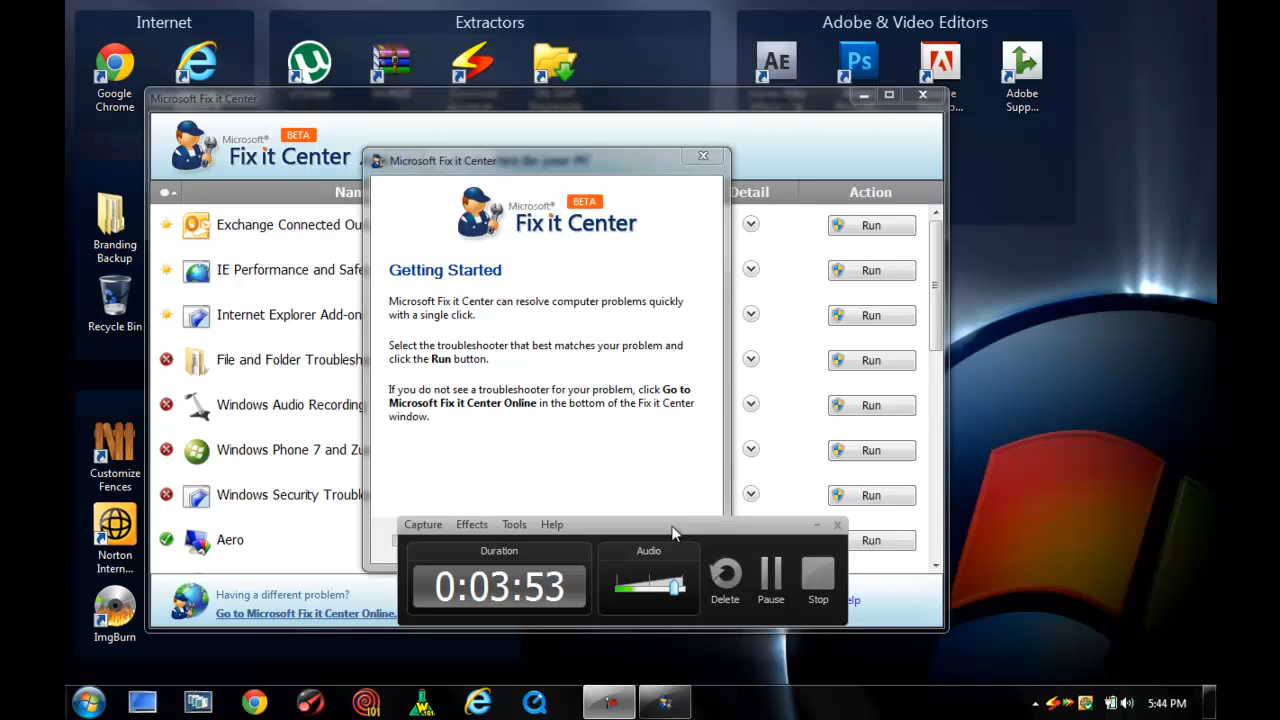 Internet
Extractors
Adobe & Video Editors
Google
Chrome
Ae
Ps
Adobe
Supp...
Microsoft Fix it Center
Microsoft® BETA
Fix it Center
Microsoft Fix it Center
Name
Detail
Action
Microsoft® BETA
Fix it Center
Exchange Connected Ou
Run
Getting Started
IE Performance and Safe
Run
Microsoft Fix it Center can resolve computer problems quickly
with a single click.
Internet Explorer Add-on
Run
Select the troubleshooter that best matches your problem and
click the Run button.
File and Folder Troublesh
Run
If you do not see a troubleshooter for your problem, click Go to
Microsoft Fix it Center Online in the bottom of the Fix it Center
window.
Windows Audio Recording
Run
Windows Phone 7 and Zu
Run
Windows Security Troubl
Run
Aero
Run
Branding
Backup
Recycle Bin
Customize
Fences
Norton
Intern...
ImgBurn
Having a different problem?
Go to Microsoft Fix it Center Online.
elp
Capture Effects Tools Help
Duration
Audio
0:03:53
Delete
Pause
Stop
101
5:44 PM